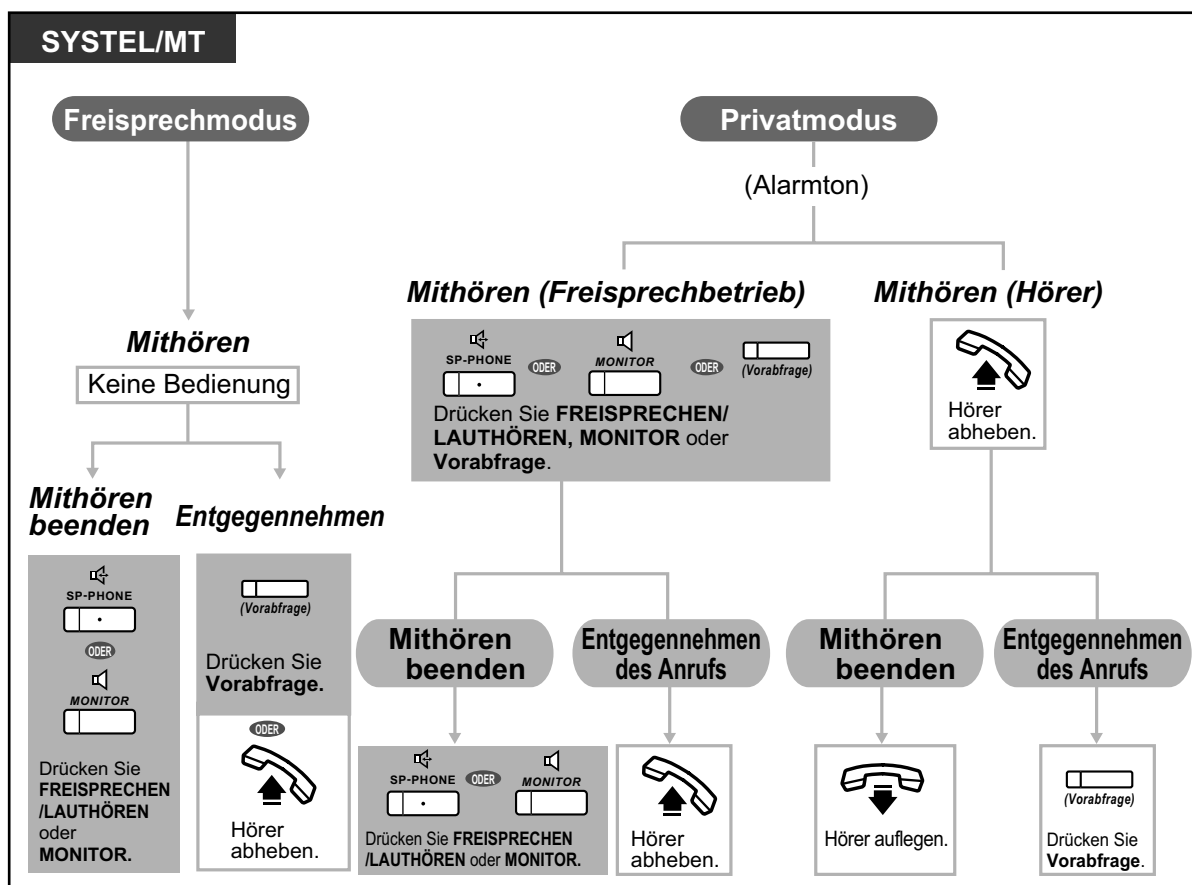 SYSTEL/MT
Freisprechmodus
Mithören
Keine Bedienung
Mithören
beenden
SP-PHONE
ODER
MONITOR
Drücken Sie
FREISPRECHEN
/LAUTHÖREN
oder
MONITOR.
Entgegennehmen
(Vorabfrage)
Drücken Sie
Vorabfrage.
ODER
Hörer
abheben.
Privatmodus
(Alarmton)
Mithören (Freisprechbetrieb)
SP-PHONE ODER MONITOR ODER (Vorabfrage)
Drücken Sie FREISPRECHEN/
LAUTHÖREN, MONITOR oder
Vorabfrage.
Mithören
beenden
SP-PHONE ODER MONITOR
Drücken Sie FREISPRECHEN
/LAUTHÖREN oder MONITOR.
Entgegennehmen
des Anrufs
Hörer
abheben.
Mithören (Hörer)
Hörer
abheben.
Mithören
beenden
Hörer auflegen.
Entgegennehmen
des Anrufs
(Vorabfrage)
Drücken Sie
Vorabfrage.